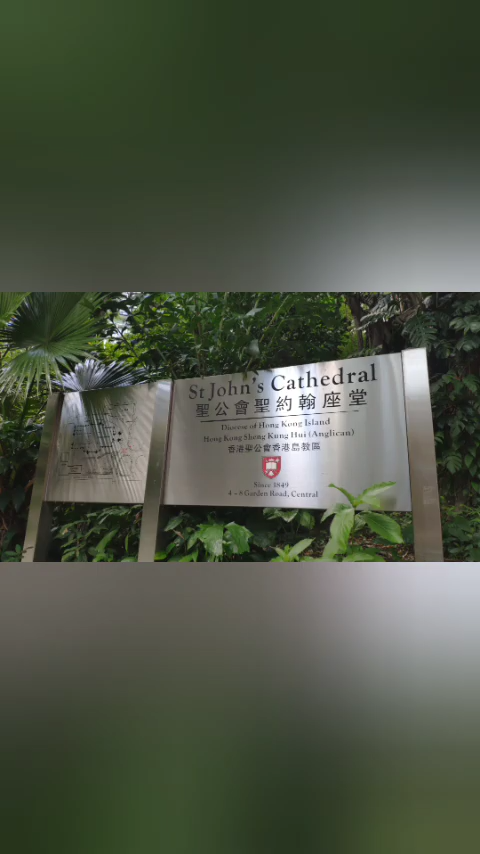 St John's Cathedral
聖公會聖約翰座堂
Diocese of Hong Kong Island
Hong Kong Sheng Kung Hui (Anglican)
香港聖公會香港島教區
Since 1849
4 - 8 Garden Road, Central